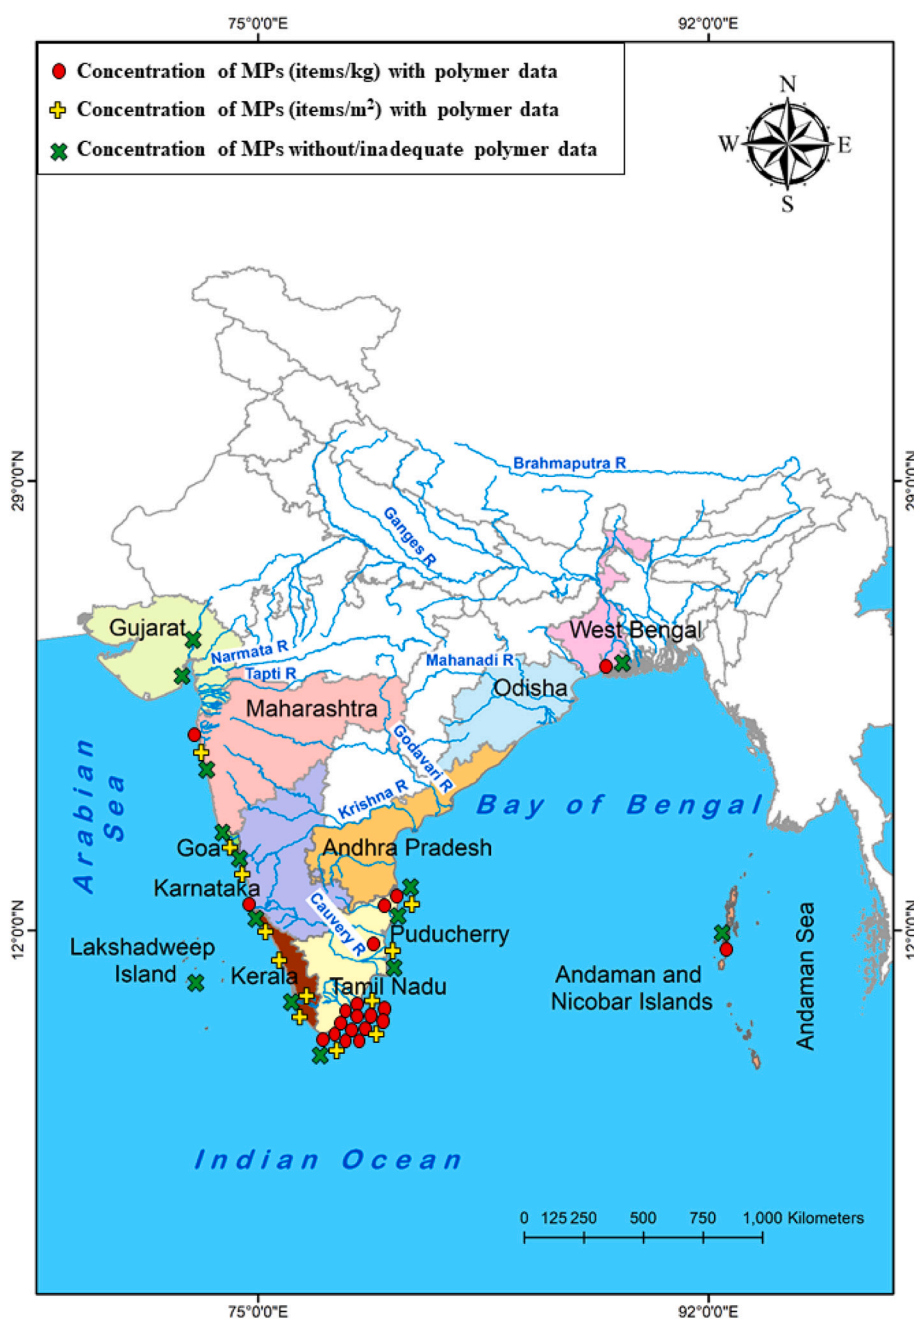 75°0'0"E
92°0'0"E
Concentration of MPs (items/kg) with polymer data
Concentration of MPs (items/m²) with polymer data
Concentration of MPs without/inadequate polymer data
N
W
E
S
29°0'0"N
29°0'0"N
Brahmaputra R
Ganges R
Gujarat
West Bengal
Narmata R
Mahanadi R
Tapti R
Odisha
Maharashtra
Godavari R
Arabian
Sea
Krishna R
Bay of Bengal
Goa
Andhra Pradesh
Karnataka
Cauvery R
12°0'0"N
12°0'0"N
Puducherry
Lakshadweep
Island
Kerala
Tamil Nadu
Andaman and
Nicobar Islands
Andaman Sea
Indian Ocean
0 125 250 500 750 1,000 Kilometers
75°0'0"E
92°0'0"E